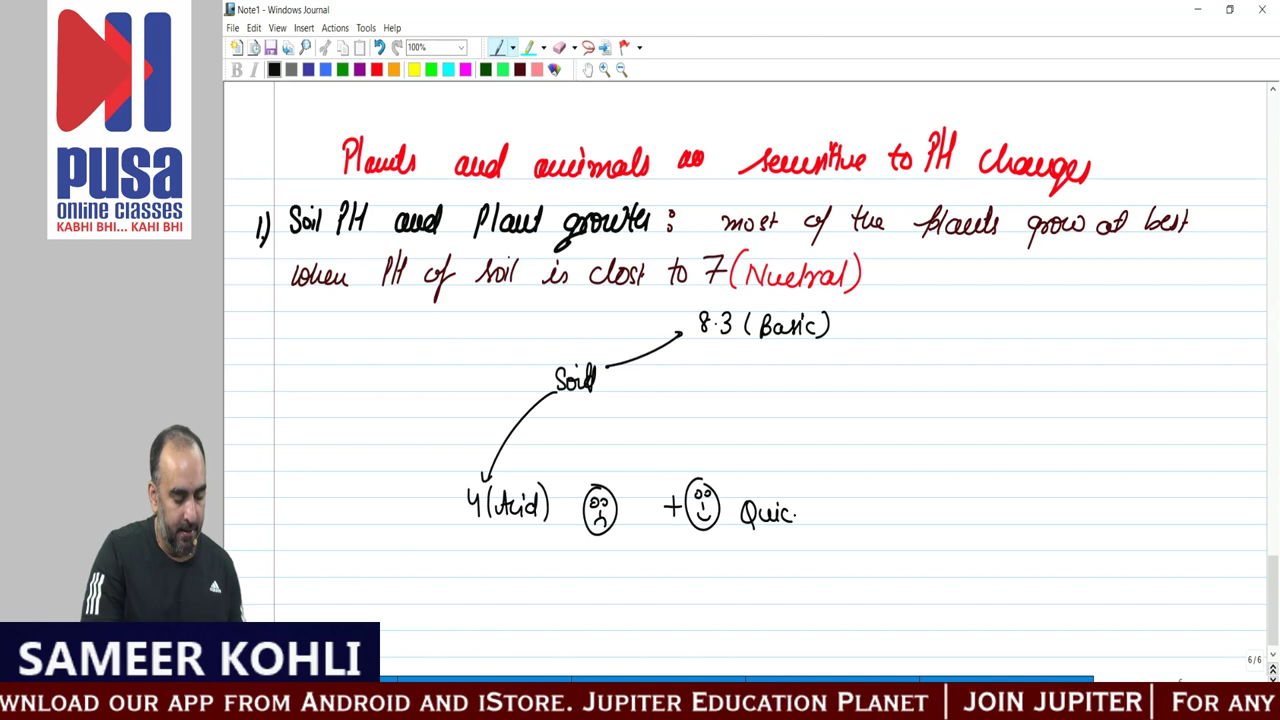 Note1 - Windows Journal
File Edit View Insert Actions Tools Help
100%
B I
PUSA
ONLINE CLASSES
KABHI BHI... KAHI BHI
Plants and animals are sensitive to PH changes
1) Soil PH and Plant growth : most of the plants grow at best
when PH of soil is close to 7 (Nuetral)
8.3 (Basic)
Soil
4 (Acid) + Quic
6/6
SAMEER KOHLI
WNLOAD OUR APP FROM ANDROID AND ISTORE. JUPITER EDUCATION PLANET | JOIN JUPITER | FOR ANY